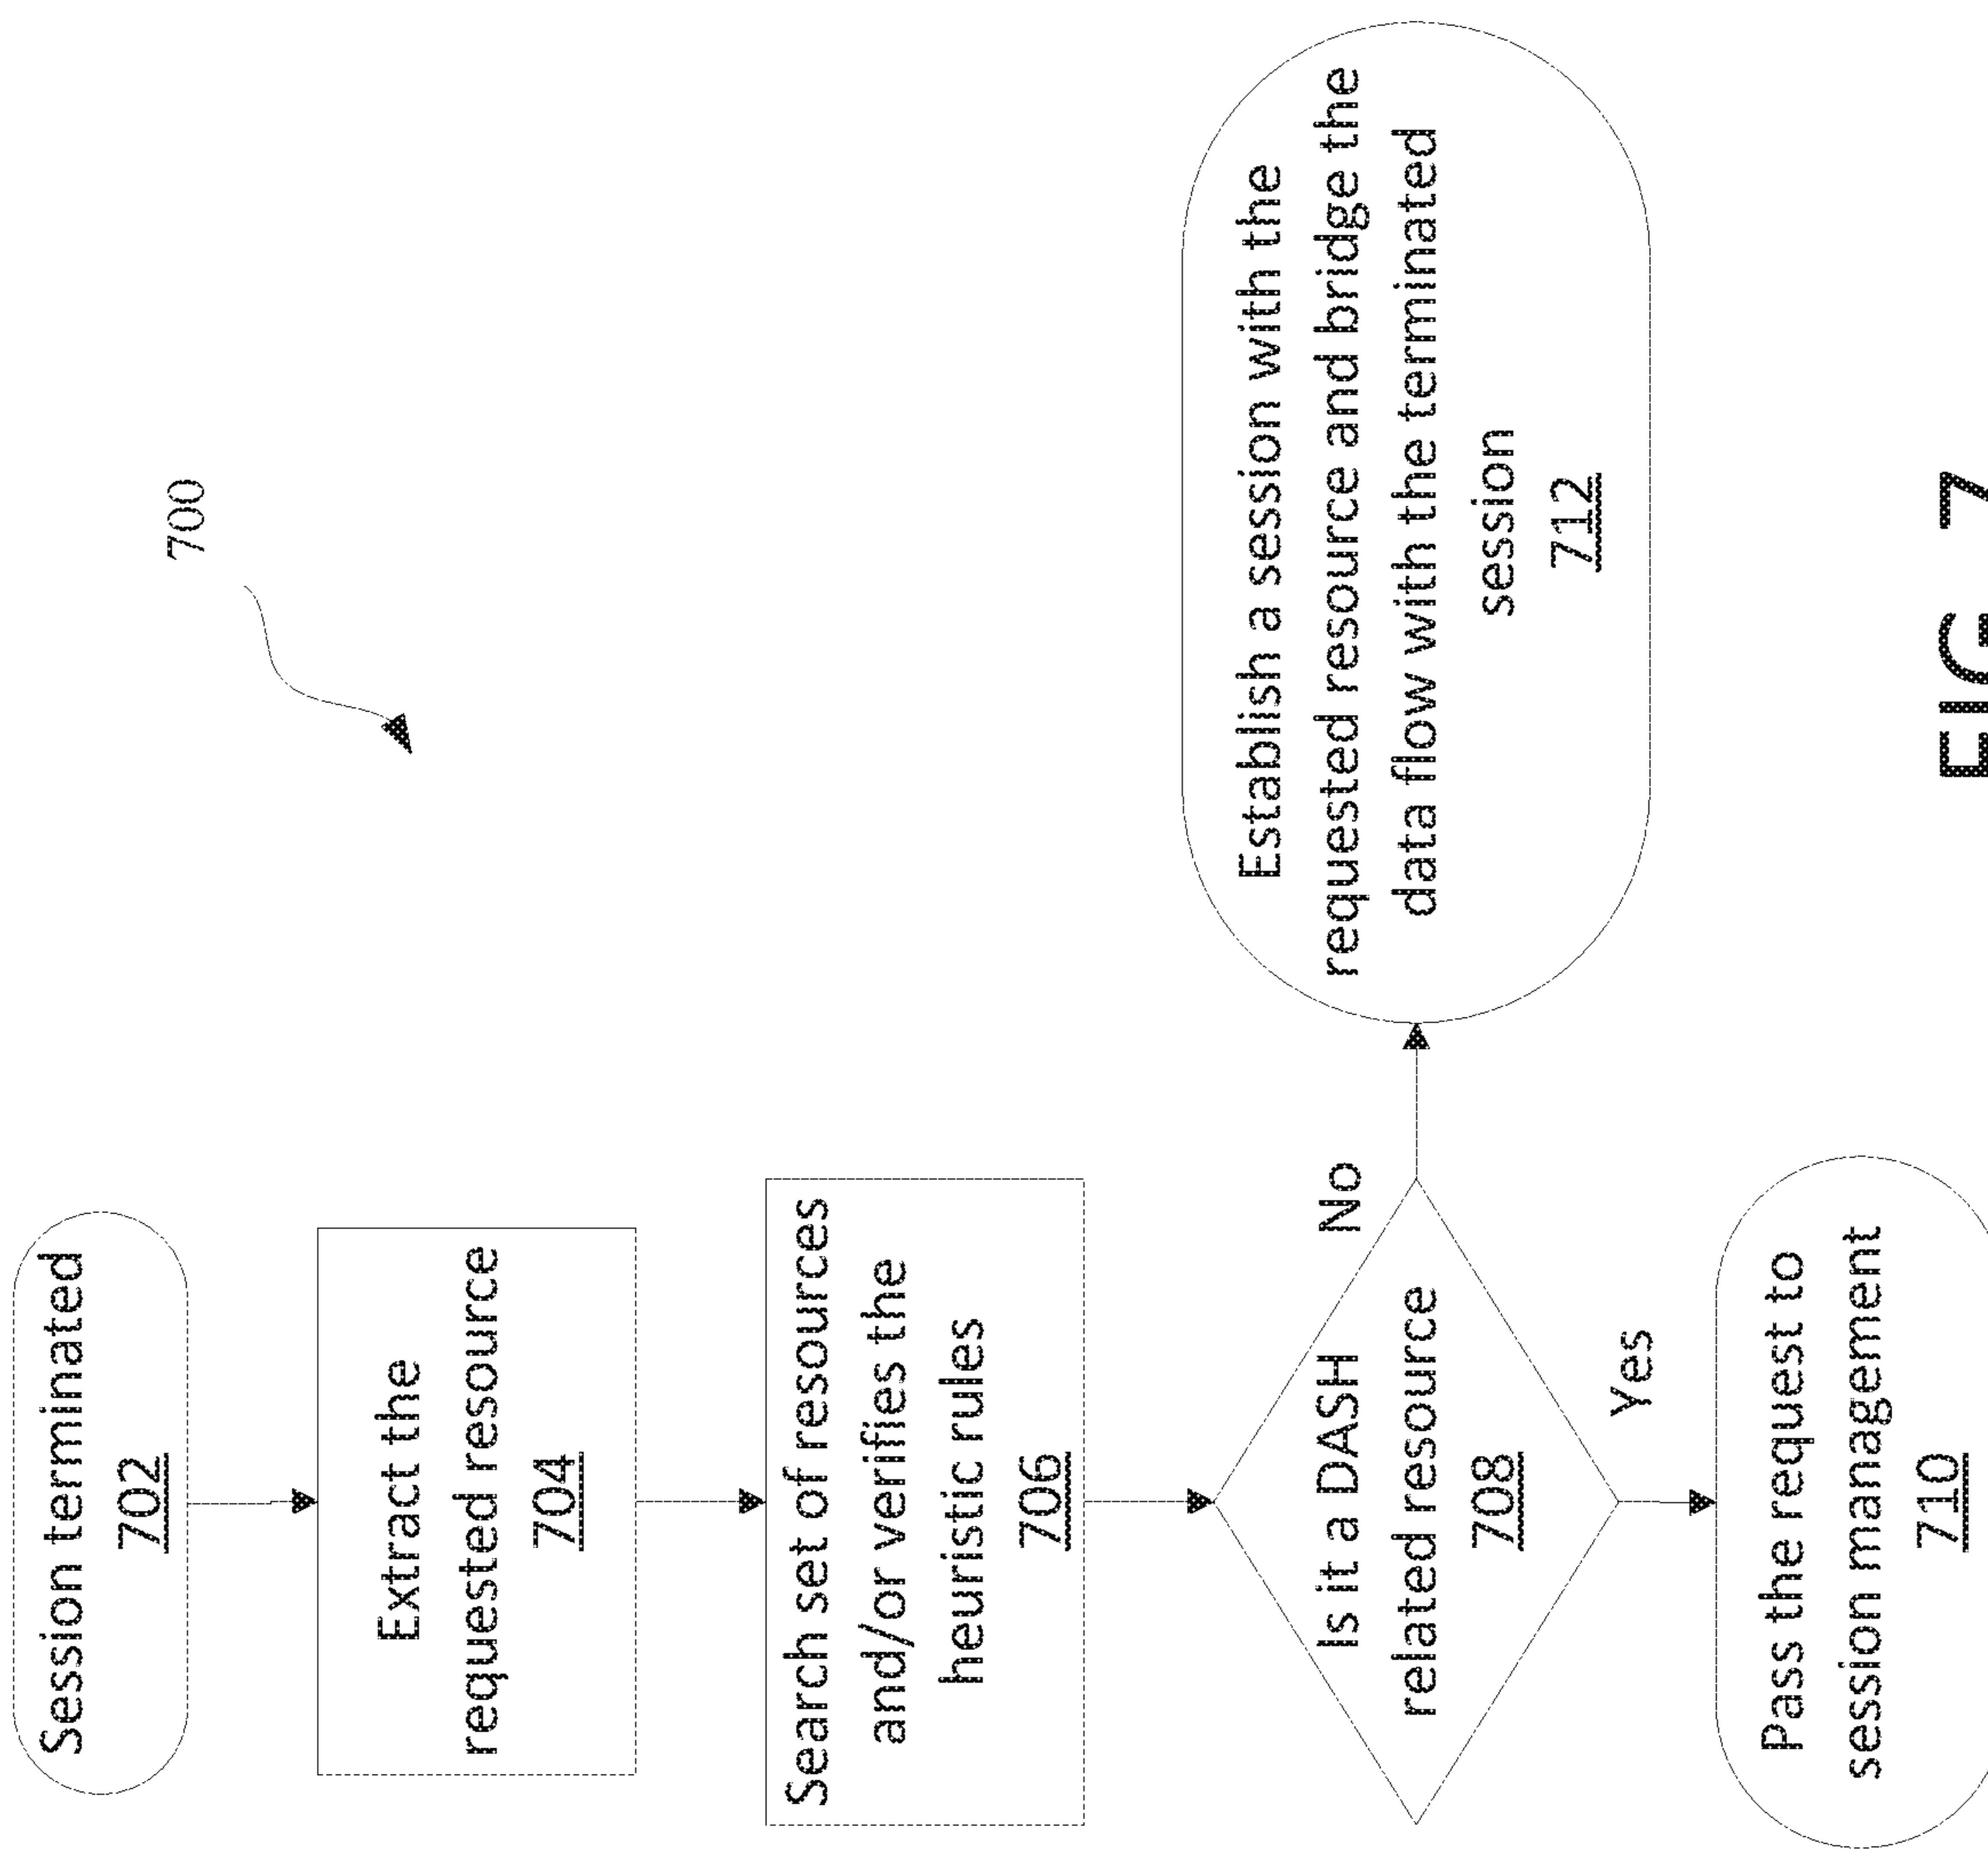 700
Session terminated
702
Extract the
requested resource
704
Search set of resources
and/or verifies the
heuristic rules
706
Is it a DASH
related resource
708
No
Yes
Establish a session with the
requested resource and bridge the
data flow with the terminated
session
712
Pass the request to
session management
710
FIG. 7